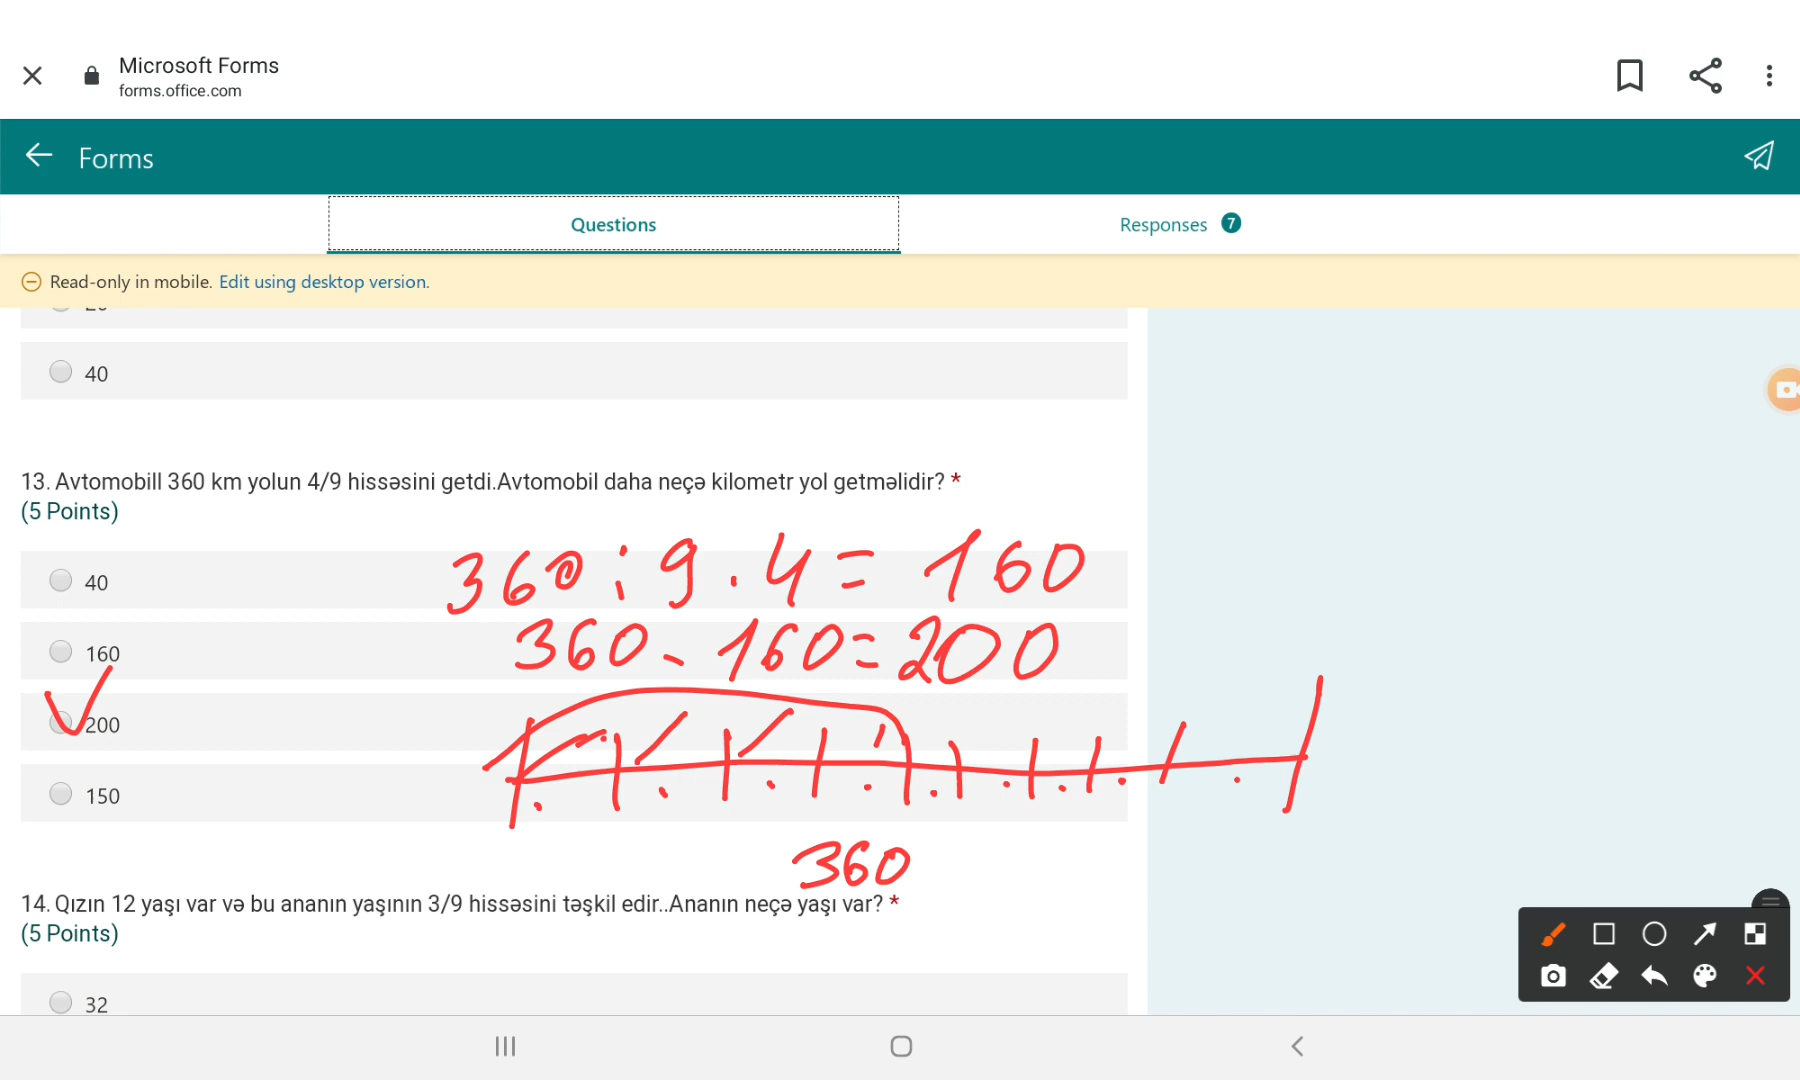 Microsoft Forms
forms.office.com
Forms
Questions
Responses 7
Read-only in mobile. Edit using desktop version.
40
13. Avtomobill 360 km yolun 4/9 hissəsini getdi.Avtomobil daha neçə kilometr yol getməlidir? *
(5 Points)
40
360 : 9 . 4 = 160
160
360 - 160 = 200
200
150
360
14. Qızın 12 yaşı var və bu ananın yaşının 3/9 hissəsini təşkil edir..Ananın neçə yaşı var? *
(5 Points)
32